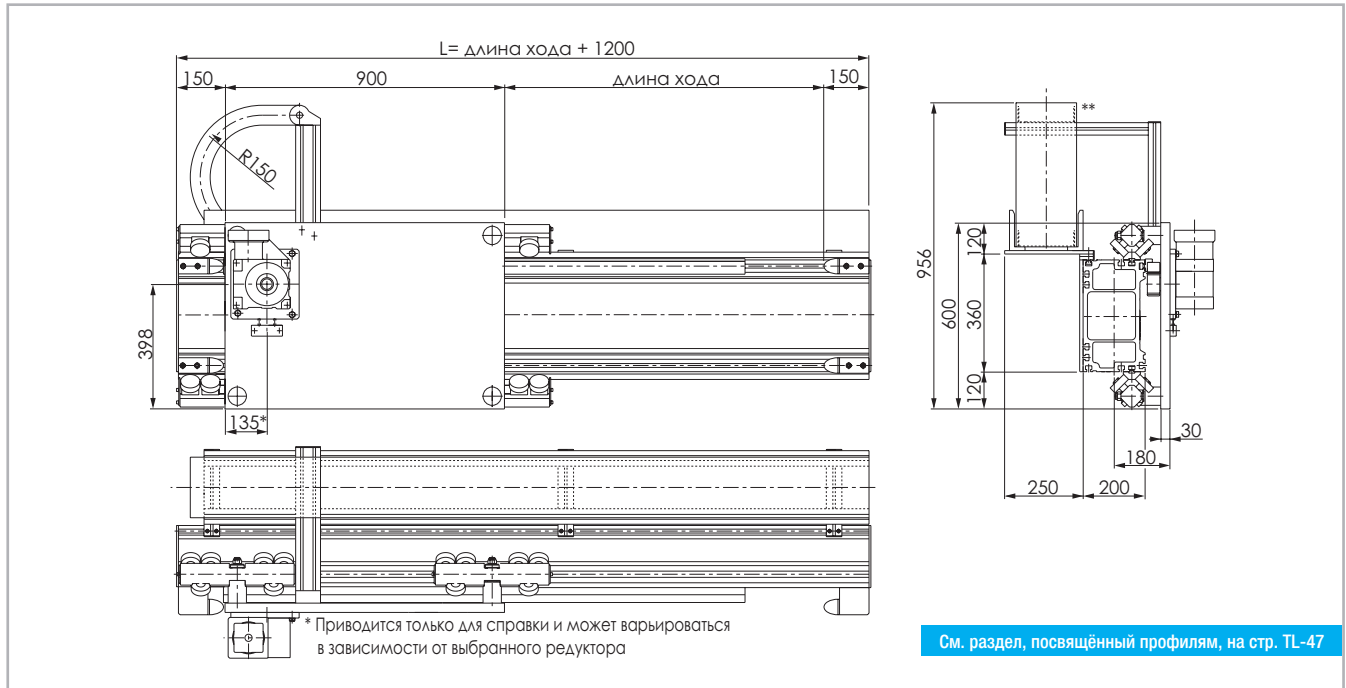 L= длина хода + 1200
150
900
длина хода
150
R150
398
135*
**
956
600
120
360
120
30
180
250
200
* Приводится только для справки и может варьироваться
в зависимости от выбранного редуктора
См. раздел, посвящённый профилям, на стр. TL-47